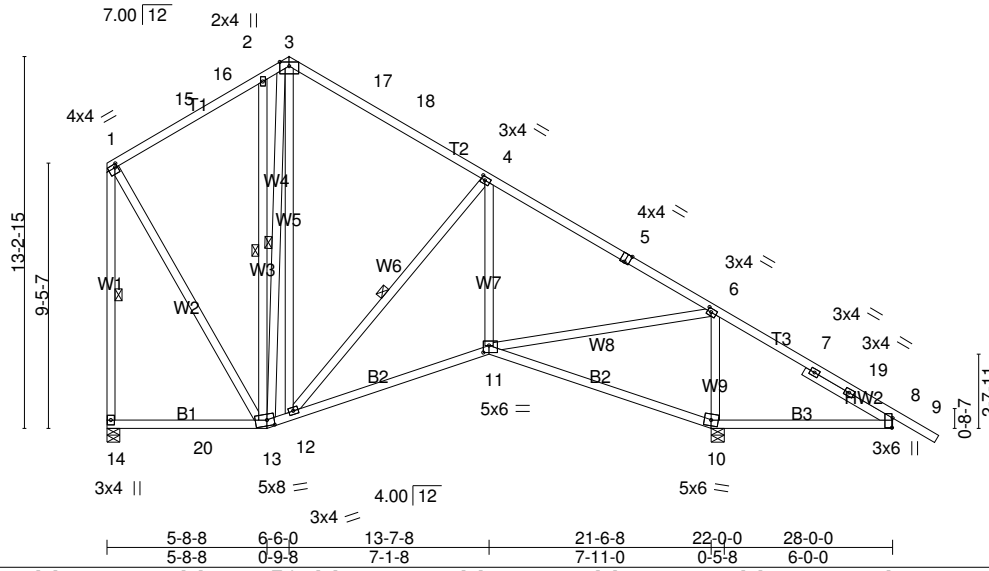 7.00 12
2x4 ||
2 3
16
17
15 T1
18
4x4
1
3x4
T2
4
W4
4x4
W5
5
13-2-15
9-5-7
W6
3x4
W3
6
W1
W7
W2
3x4
T3
7
3x4
W8
19
B2
11
B2
W9
HW2
8
9
0-8-7
2-7-11
B1
5x6
B3
14
20
13
12
10
3x6 ||
3x4 ||
5x8
4.00 12
5x6
3x4
5-8-8 6-6-0 13-7-8 21-6-8 22-0-0 28-0-0
5-8-8 0-9-8 7-1-8 7-11-0 0-5-8 6-0-0